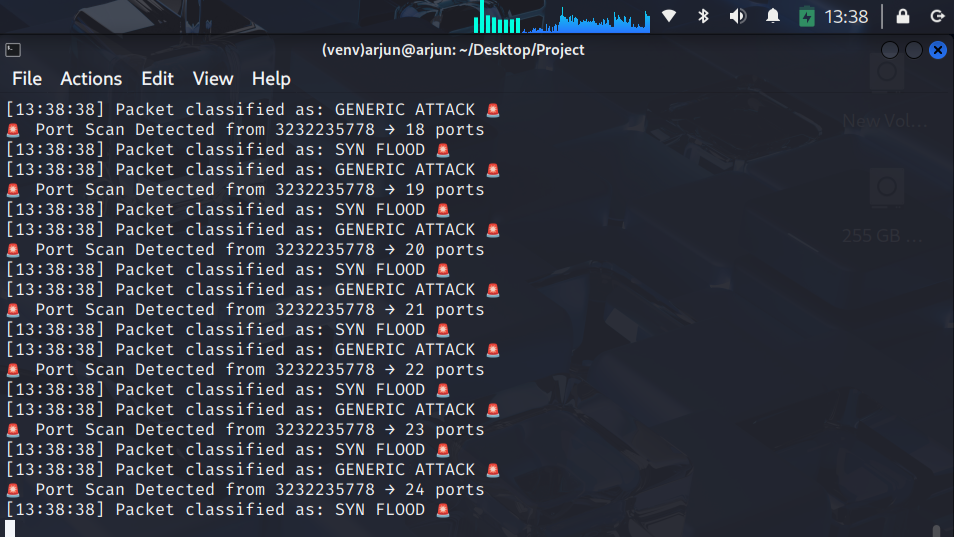 13:38
(venv)arjun@arjun: ~/Desktop/Project
File Actions Edit View Help
[13:38:38] Packet classified as: GENERIC ATTACK 🚨
🚨 Port Scan Detected from 3232235778 → 18 ports
[13:38:38] Packet classified as: SYN FLOOD 🚨
[13:38:38] Packet classified as: GENERIC ATTACK 🚨
🚨 Port Scan Detected from 3232235778 → 19 ports
[13:38:38] Packet classified as: SYN FLOOD 🚨
[13:38:38] Packet classified as: GENERIC ATTACK 🚨
🚨 Port Scan Detected from 3232235778 → 20 ports
[13:38:38] Packet classified as: SYN FLOOD 🚨
[13:38:38] Packet classified as: GENERIC ATTACK 🚨
🚨 Port Scan Detected from 3232235778 → 21 ports
[13:38:38] Packet classified as: SYN FLOOD 🚨
[13:38:38] Packet classified as: GENERIC ATTACK 🚨
🚨 Port Scan Detected from 3232235778 → 22 ports
[13:38:38] Packet classified as: SYN FLOOD 🚨
[13:38:38] Packet classified as: GENERIC ATTACK 🚨
🚨 Port Scan Detected from 3232235778 → 23 ports
[13:38:38] Packet classified as: SYN FLOOD 🚨
[13:38:38] Packet classified as: GENERIC ATTACK 🚨
🚨 Port Scan Detected from 3232235778 → 24 ports
[13:38:38] Packet classified as: SYN FLOOD 🚨
New Vol...
255 GB ...